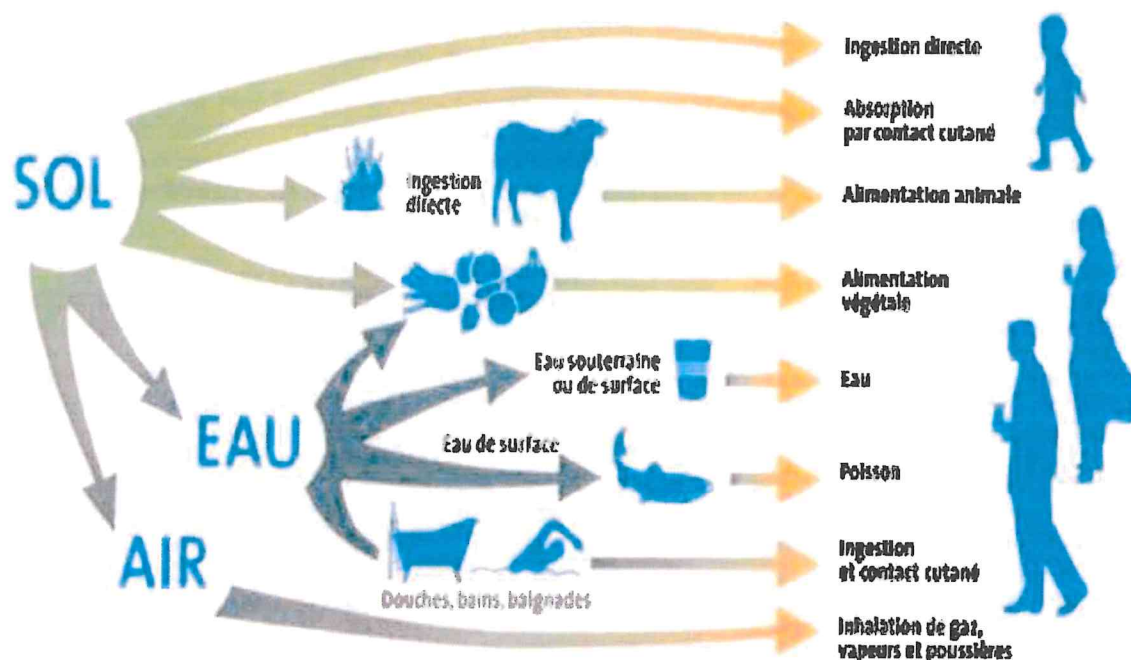 Ingestion directe
Absorption
par contact cutané
SOL
Ingestion
directe
Alimentation animale
Alimentation
végétale
Eau souterraine
ou de surface
Eau
EAU
Eau de surface
Poisson
AIR
Ingestion
et contact cutané
Douches, bains, baignades
Inhalation de gaz,
vapeurs et poussières